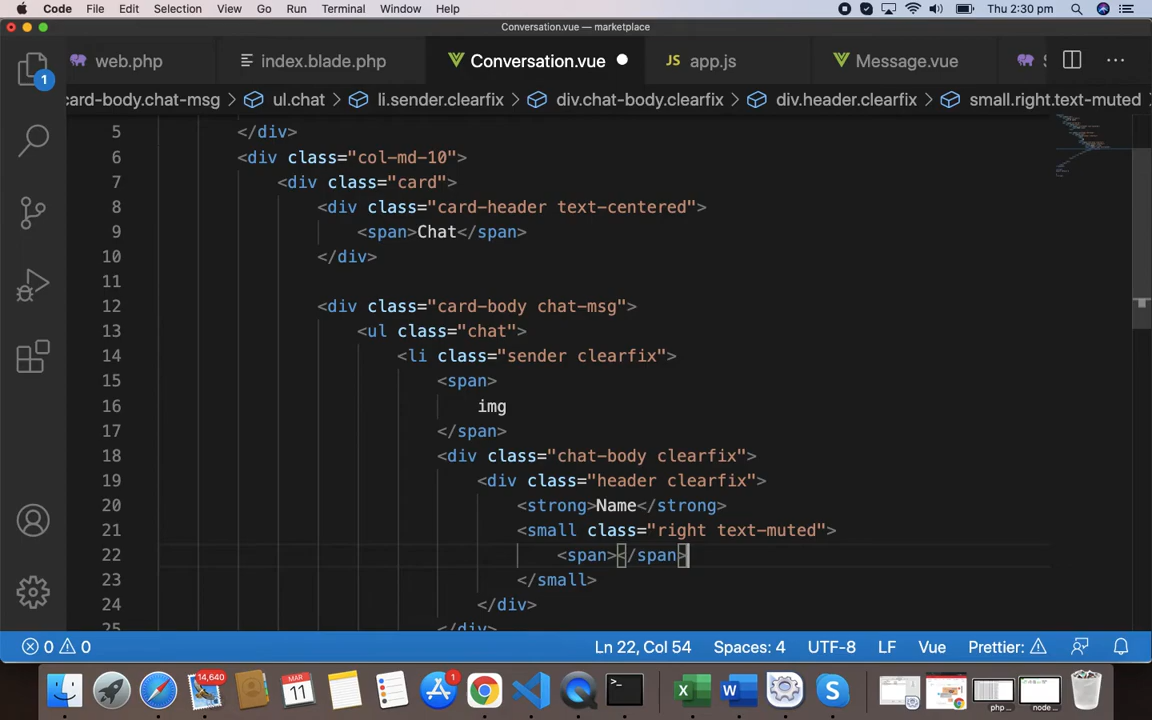 Code File Edit Selection View Go Run Terminal Window Help Thu 2:30 pm
Conversation.vue — marketplace
web.php index.blade.php Conversation.vue JS app.js Message.vue
1
card-body.chat-msg > ul.chat > li.sender.clearfix > div.chat-body.clearfix > div.header.clearfix > small.right.text-muted >
5 </div>
6 <div class="col-md-10">
7 <div class="card">
8 <div class="card-header text-centered">
9 <span>Chat</span>
10 </div>
11
12 <div class="card-body chat-msg">
13 <ul class="chat">
14 <li class="sender clearfix">
15 <span>
16 img
17 </span>
18 <div class="chat-body clearfix">
19 <div class="header clearfix">
20 <strong>Name</strong>
21 <small class="right text-muted">
22 <span></span>
23 </small>
24 </div>
25 </div>
0 0 Ln 22, Col 54 Spaces: 4 UTF-8 LF Vue Prettier:
14,640 MAR 11 1 >_ X W S php ... node ...